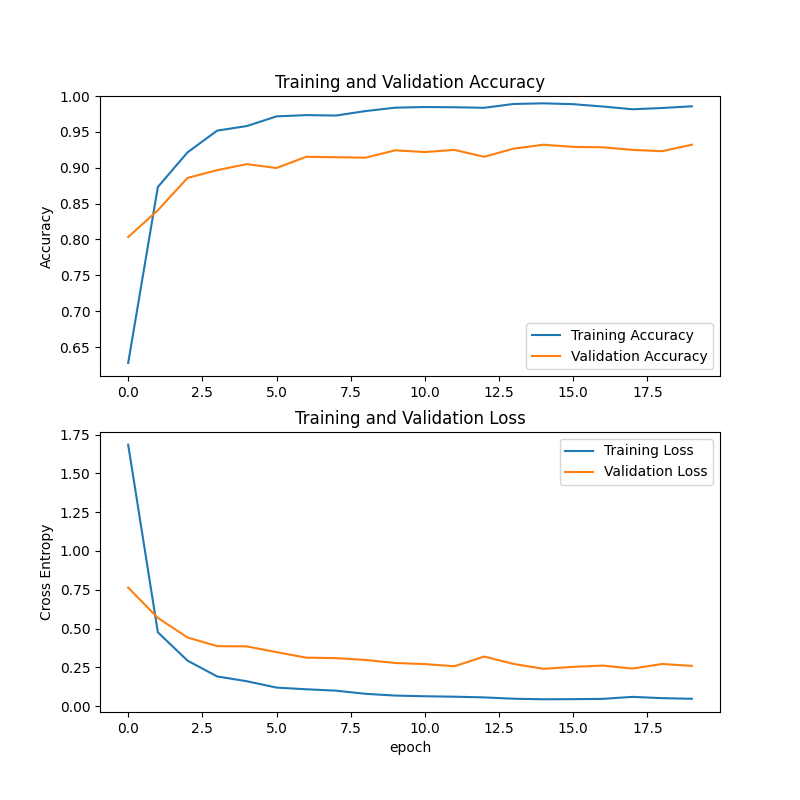 Training and Validation Accuracy
1.00
0.95
0.90
0.85
0.80
0.75
0.70
0.65
Accuracy
Training Accuracy
Validation Accuracy
0.0 2.5 5.0 7.5 10.0 12.5 15.0 17.5
Training and Validation Loss
1.75
1.50
1.25
1.00
0.75
0.50
0.25
0.00
Cross Entropy
Training Loss
Validation Loss
0.0 2.5 5.0 7.5 10.0 12.5 15.0 17.5
epoch